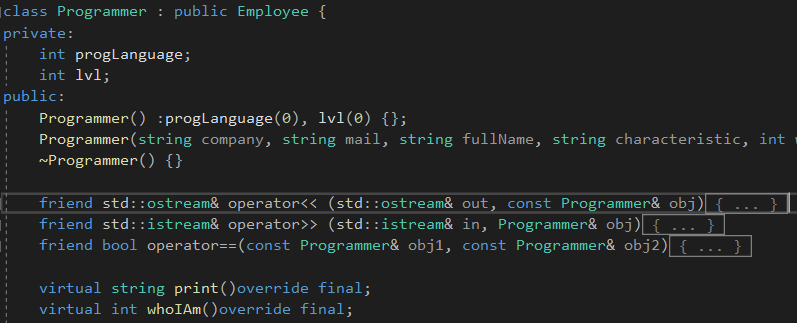 class Programmer : public Employee {
private:
int progLanguage;
int lvl;
public:
Programmer() :progLanguage(0), lvl(0) {};
Programmer(string company, string mail, string fullName, string characteristic, int
~Programmer() {}
friend std::ostream& operator<< (std::ostream& out, const Programmer& obj){ ... }
friend std::istream& operator>> (std::istream& in, Programmer& obj){ ... }
friend bool operator==(const Programmer& obj1, const Programmer& obj2){ ... }
virtual string print()override final;
virtual int whoIAm()override final;